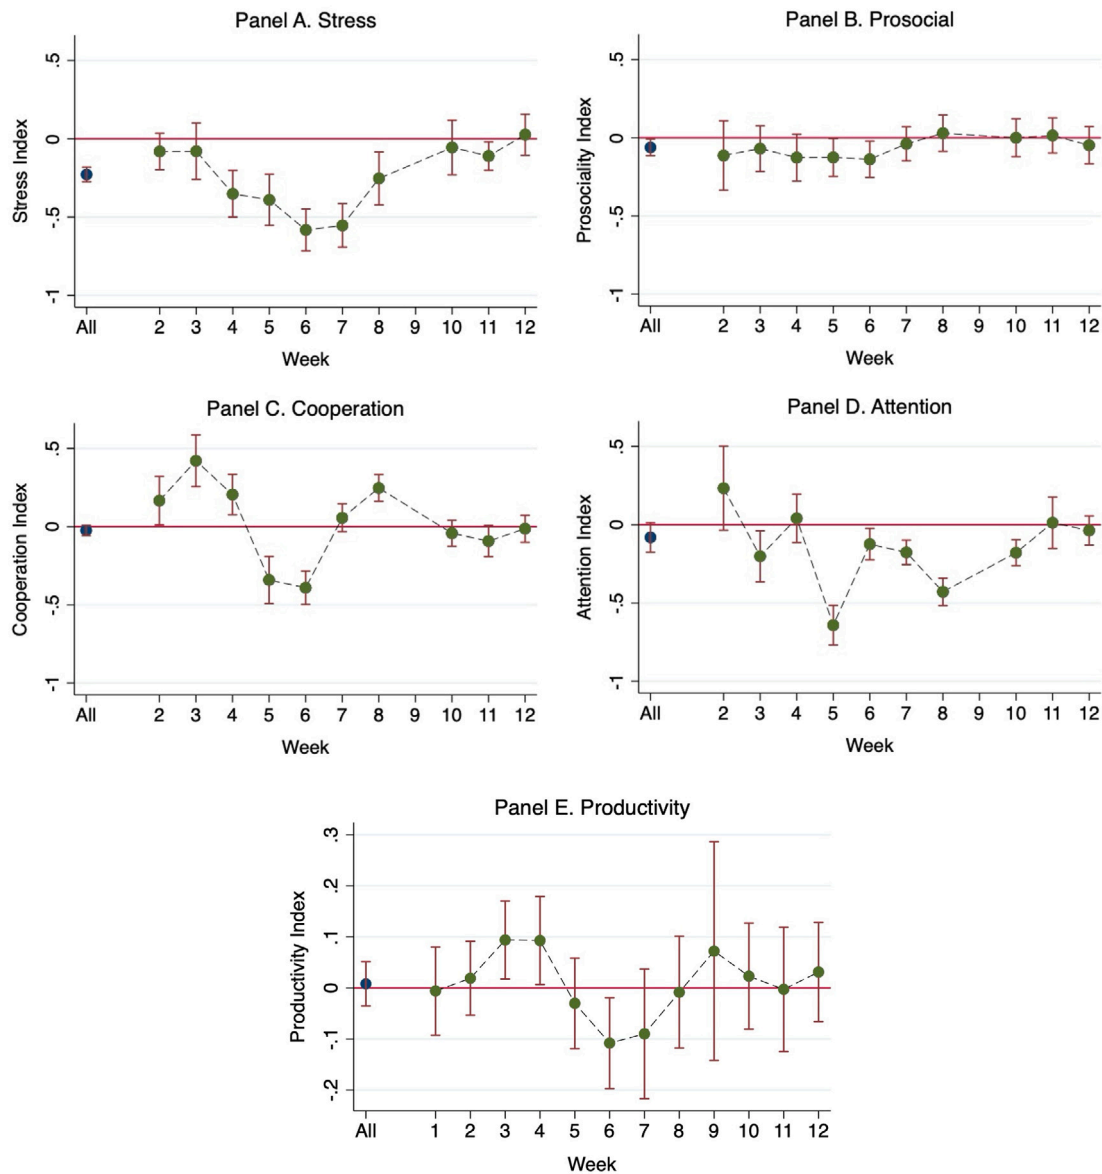 Panel A. Stress
Stress Index
.5
0
-.5
-1
All 2 3 4 5 6 7 8 9 10 11 12
Week
Panel B. Prosocial
Prosociality Index
.5
0
-.5
-1
All 2 3 4 5 6 7 8 9 10 11 12
Week
Panel C. Cooperation
Cooperation Index
.5
0
-.5
-1
All 2 3 4 5 6 7 8 9 10 11 12
Week
Panel D. Attention
Attention Index
.5
0
-.5
-1
All 2 3 4 5 6 7 8 9 10 11 12
Week
Panel E. Productivity
Productivity Index
.3
.2
.1
0
-.1
-.2
All 1 2 3 4 5 6 7 8 9 10 11 12
Week